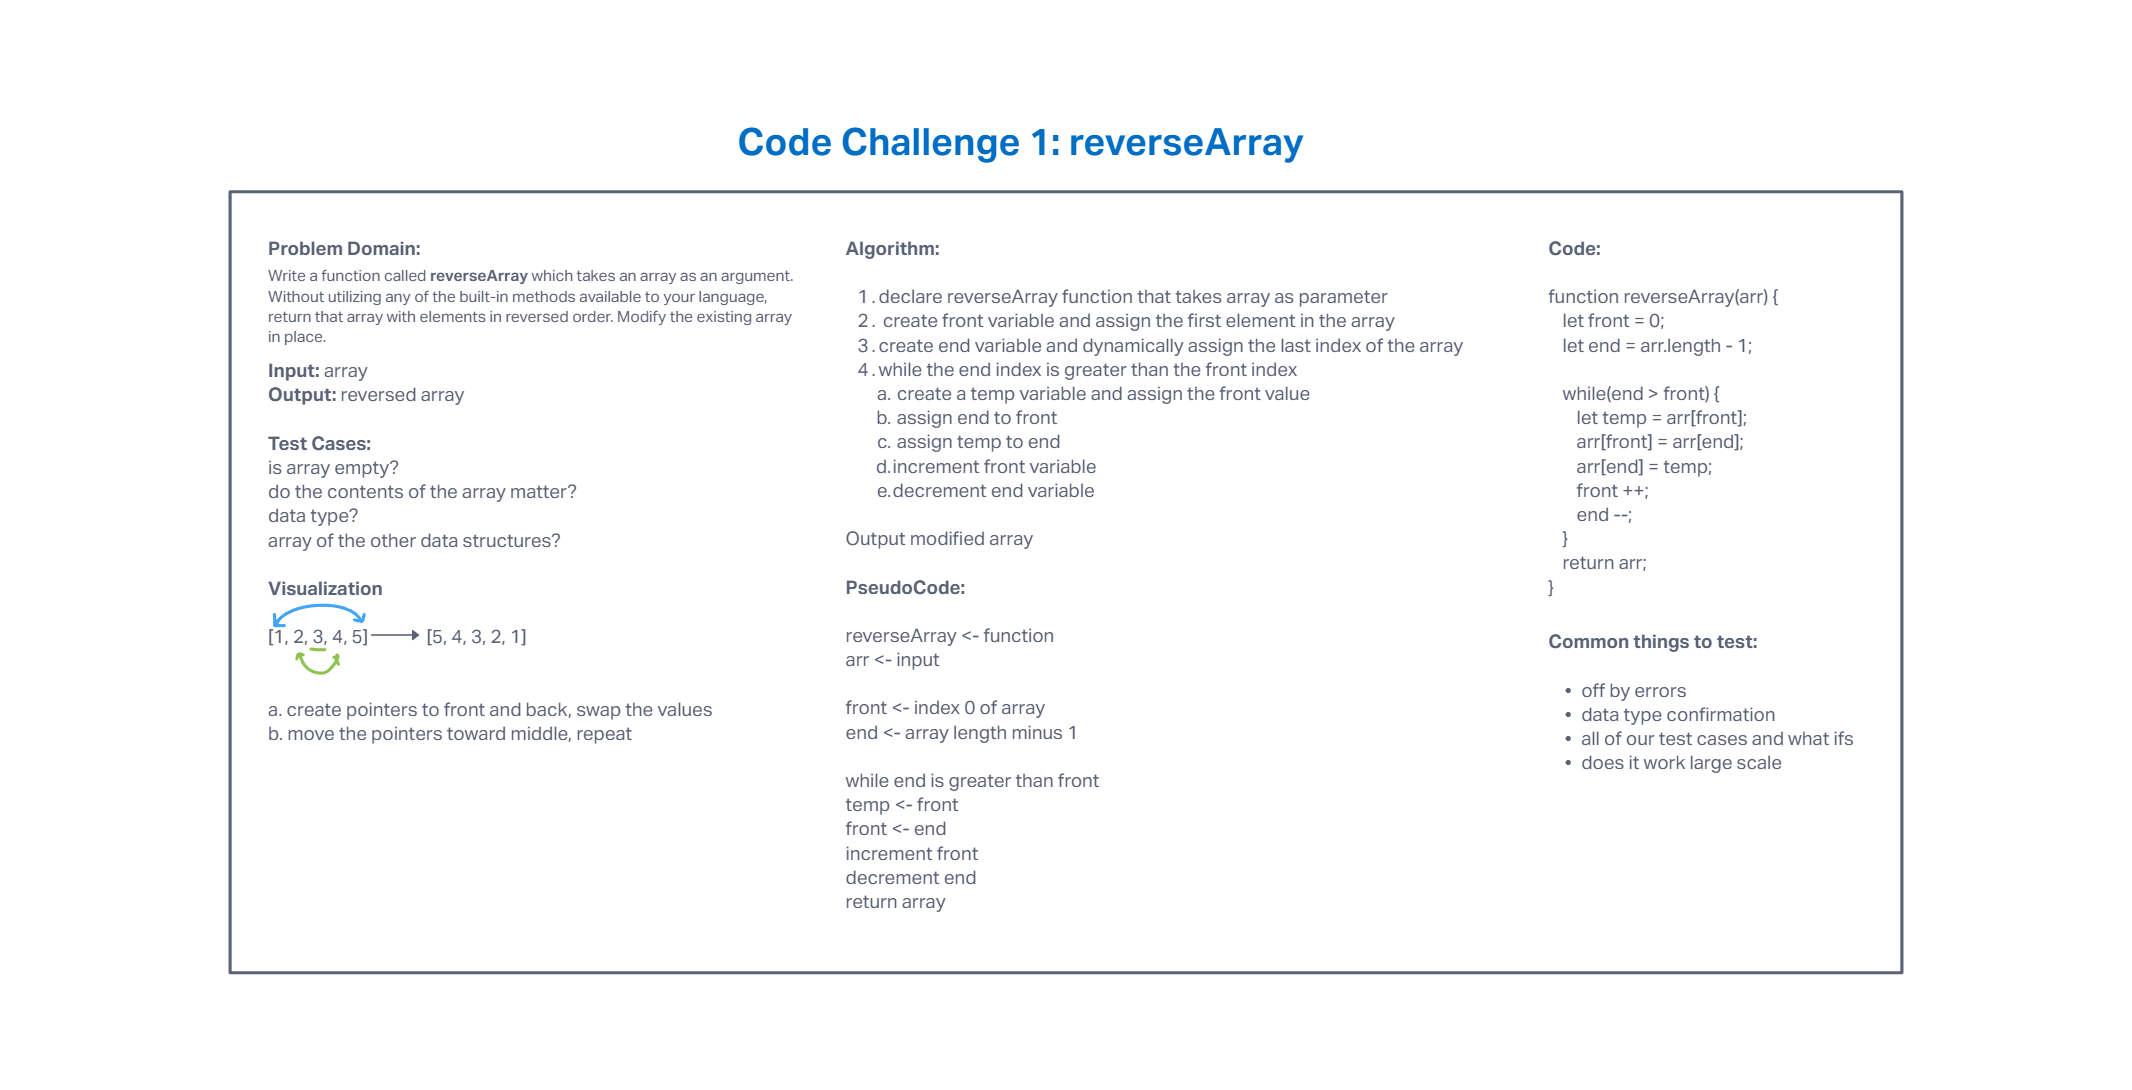 Code Challenge 1: reverseArray
Problem Domain:
Write a function called reverseArray which takes an array as an argument.
Without utilizing any of the built-in methods available to your language,
return that array with elements in reversed order. Modify the existing array
in place.
Input: array
Output: reversed array
Test Cases:
is array empty?
do the contents of the array matter?
data type?
array of the other data structures?
Visualization
[1, 2, 3, 4, 5] [5, 4, 3, 2, 1]
a. create pointers to front and back, swap the values
b. move the pointers toward middle, repeat
Algorithm:
1. declare reverseArray function that takes array as parameter
2. create front variable and assign the first element in the array
3. create end variable and dynamically assign the last index of the array
4. while the end index is greater than the front index
a. create a temp variable and assign the front value
b. assign end to front
c. assign temp to end
d. increment front variable
e. decrement end variable
Output modified array
PseudoCode:
reverseArray <- function
arr <- input
front <- index 0 of array
end <- array length minus 1
while end is greater than front
temp <- front
front <- end
increment front
decrement end
return array
Code:
function reverseArray(arr) {
let front = 0;
let end = arr.length - 1;
while(end > front) {
let temp = arr[front];
arr[front] = arr[end];
arr[end] = temp;
front ++;
end --;
}
return arr;
}
Common things to test:
• off by errors
• data type confirmation
• all of our test cases and what ifs
• does it work large scale